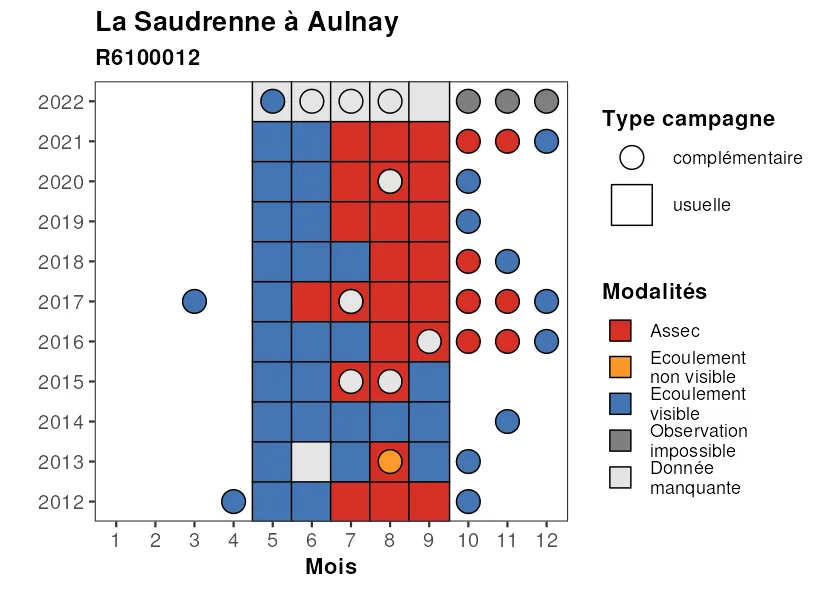 La Saudrenne à Aulnay
R6100012
2022
2021
2020
2019
2018
2017
2016
2015
2014
2013
2012
1 2 3 4 5 6 7 8 9 10 11 12
Mois
Type campagne
complémentaire
usuelle
Modalités
Assec
Ecoulement
non visible
Ecoulement
visible
Observation
impossible
Donnée
manquante